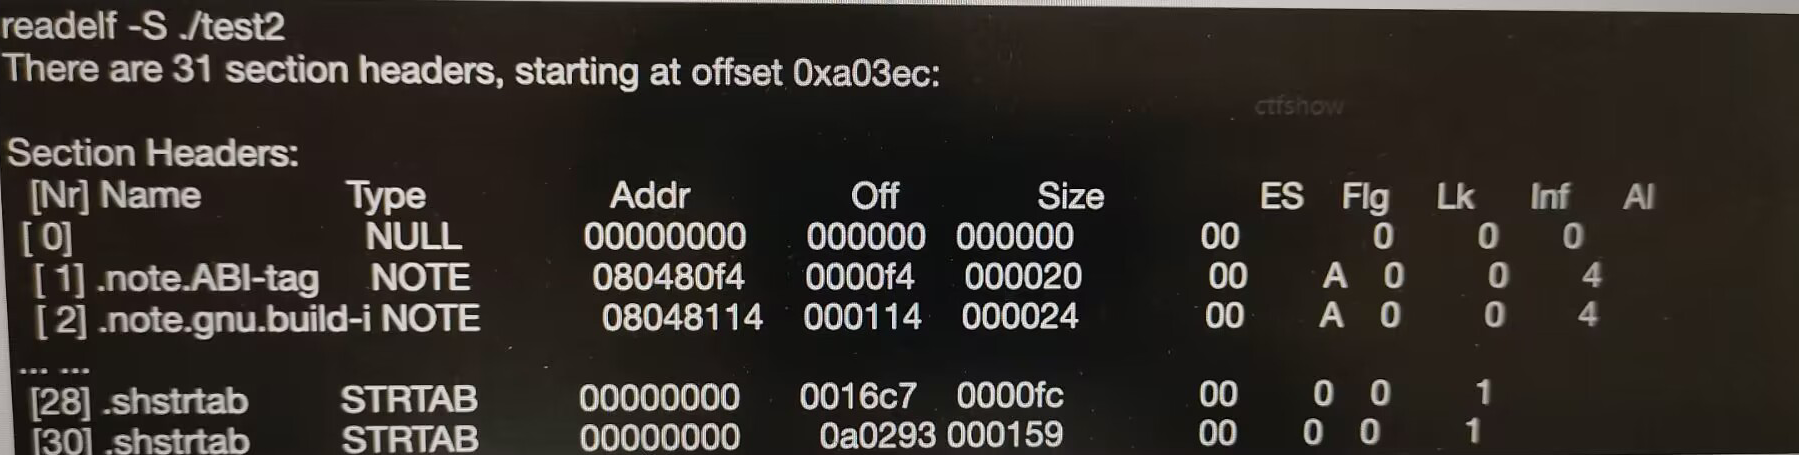 readelf -S ./test2
There are 31 section headers, starting at offset 0xa03ec:
ctfshow
Section Headers:
[Nr] Name Type Addr Off Size ES Flg Lk Inf Al
[ 0] NULL 00000000 000000 000000 00 0 0 0
[ 1] .note.ABI-tag NOTE 080480f4 0000f4 000020 00 A 0 0 4
[ 2] .note.gnu.build-i NOTE 08048114 000114 000024 00 A 0 0 4
... ...
[28] .shstrtab STRTAB 00000000 0016c7 0000fc 00 0 0 1
[30] .shstrtab STRTAB 00000000 0a0293 000159 00 0 0 1